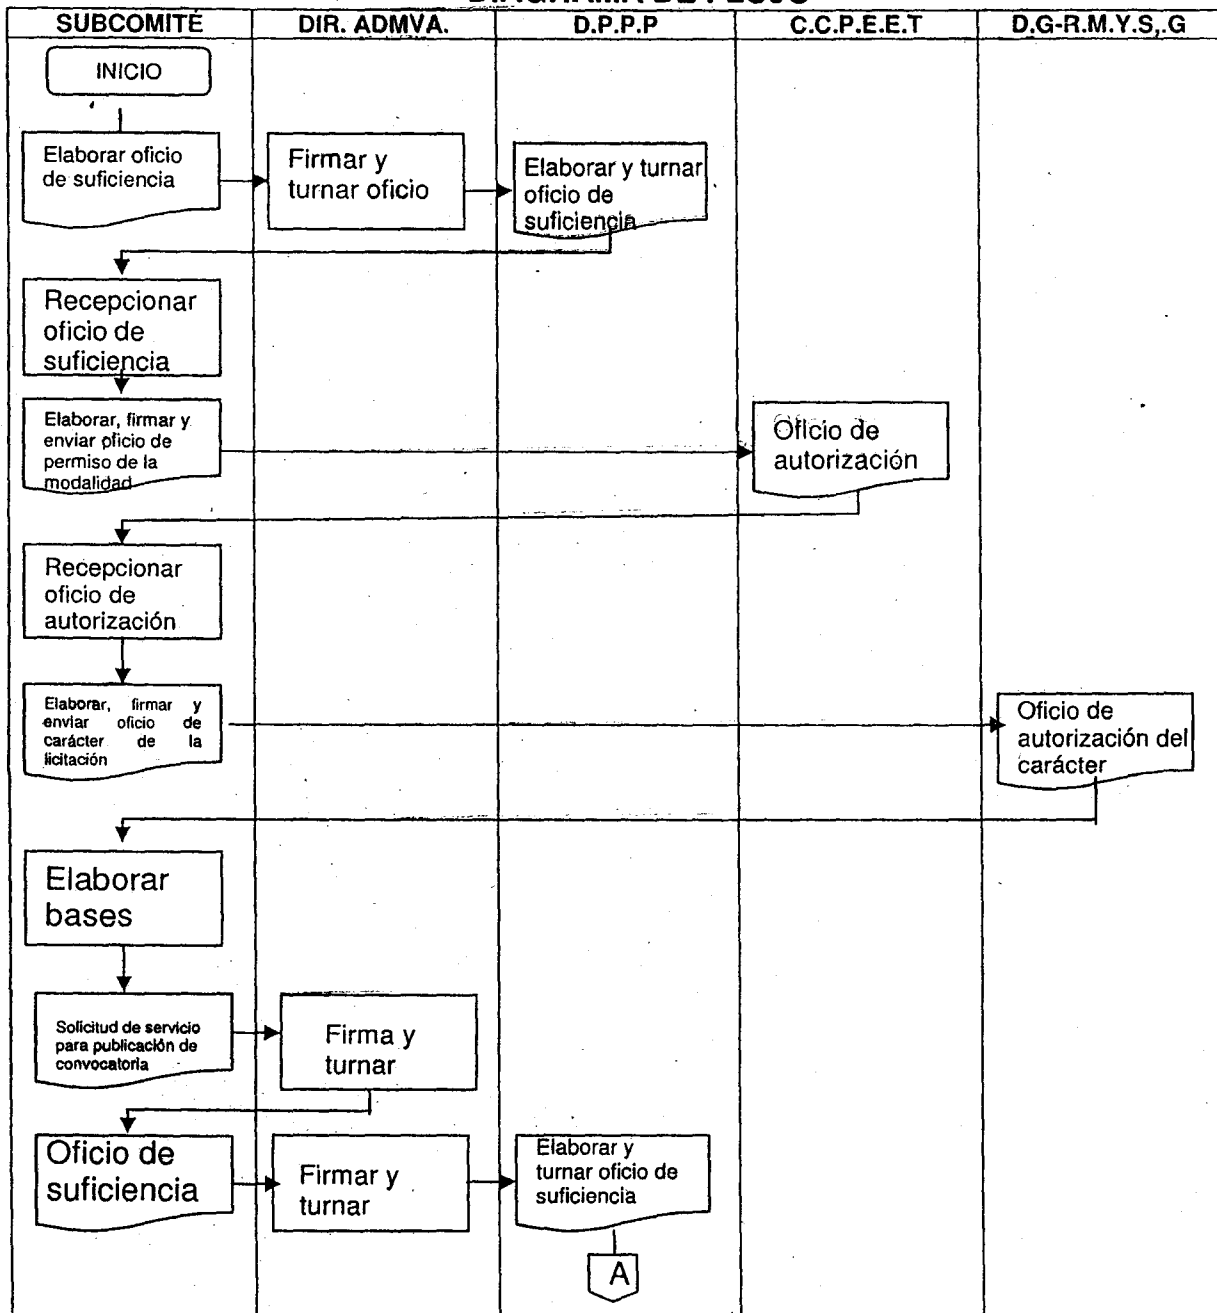 DIAGRAMA DE FLUJO
SUBCOMITÉ
DIR. ADMVA.
D.P.P.P
C.C.P.E.E.T
D.G-R.M.Y.S,.G
INICIO
Elaborar oficio
de suficiencia
Firmar y
turnar oficio
Elaborar y turnar
oficio de
suficiencia
Recepcionar
oficio de
suficiencia
Elaborar, firmar y
enviar oficio de
permiso de la
modalidad
Oficio de
autorización
Recepcionar
oficio de
autorización
Elaborar, firmar y
enviar oficio de
carácter de la
licitación
Oficio de
autorización del
carácter
Elaborar
bases
Solicitud de servicio
para publicación de
convocatoria
Firma y
turnar
Oficio de
suficiencia
Firmar y
turnar
Elaborar y
turnar oficio de
suficiencia
A